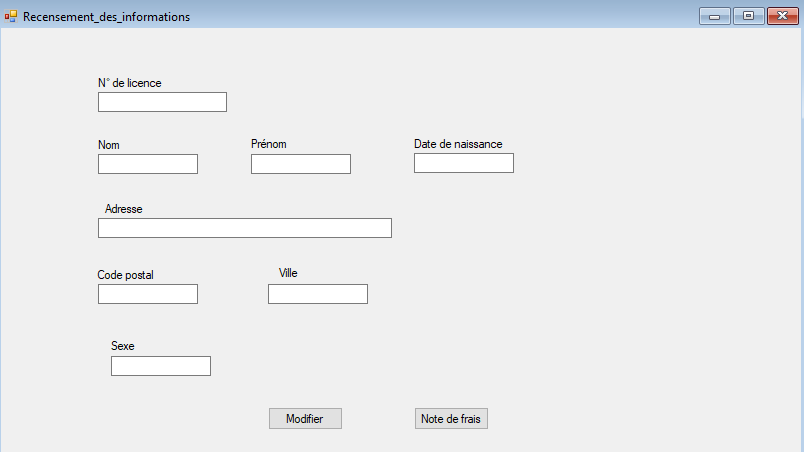 Recensement_des_informations
N° de licence
Nom
Prénom
Date de naissance
Adresse
Code postal
Ville
Sexe
Modifier
Note de frais